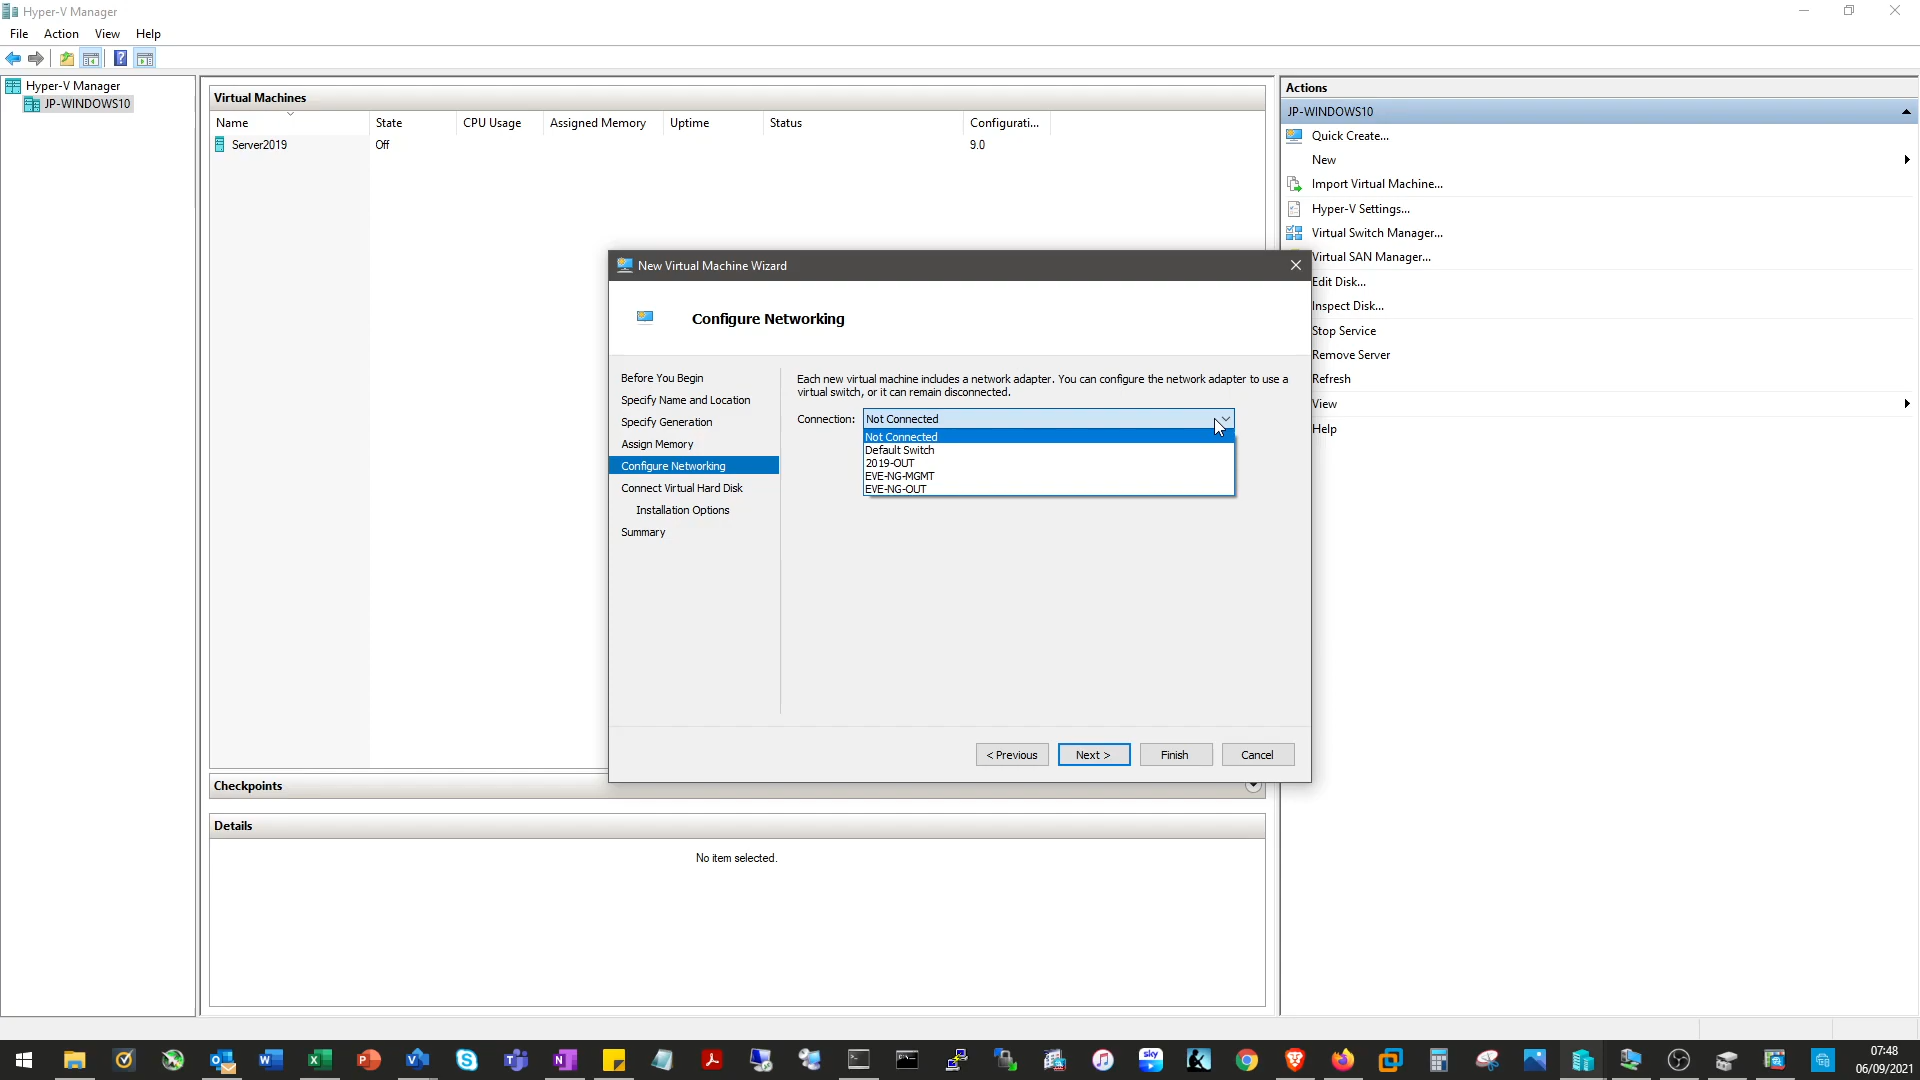 Hyper-V Manager
File Action View Help
Hyper-V Manager
JP-WINDOWS10
Virtual Machines
Name State CPU Usage Assigned Memory Uptime Status Configurati...
Server2019 Off 9.0
Actions
JP-WINDOWS10
Quick Create...
New
Import Virtual Machine...
Hyper-V Settings...
Virtual Switch Manager...
Virtual SAN Manager...
Edit Disk...
Inspect Disk...
Stop Service
Remove Server
Refresh
View
Help
New Virtual Machine Wizard
Configure Networking
Before You Begin
Specify Name and Location
Specify Generation
Assign Memory
Configure Networking
Connect Virtual Hard Disk
Installation Options
Summary
Each new virtual machine includes a network adapter. You can configure the network adapter to use a
virtual switch, or it can remain disconnected.
Connection: Not Connected
Not Connected
Default Switch
2019-OUT
EVE-NG-MGMT
EVE-NG-OUT
< Previous Next > Finish Cancel
Checkpoints
Details
No item selected.
sky
07:48
06/09/2021